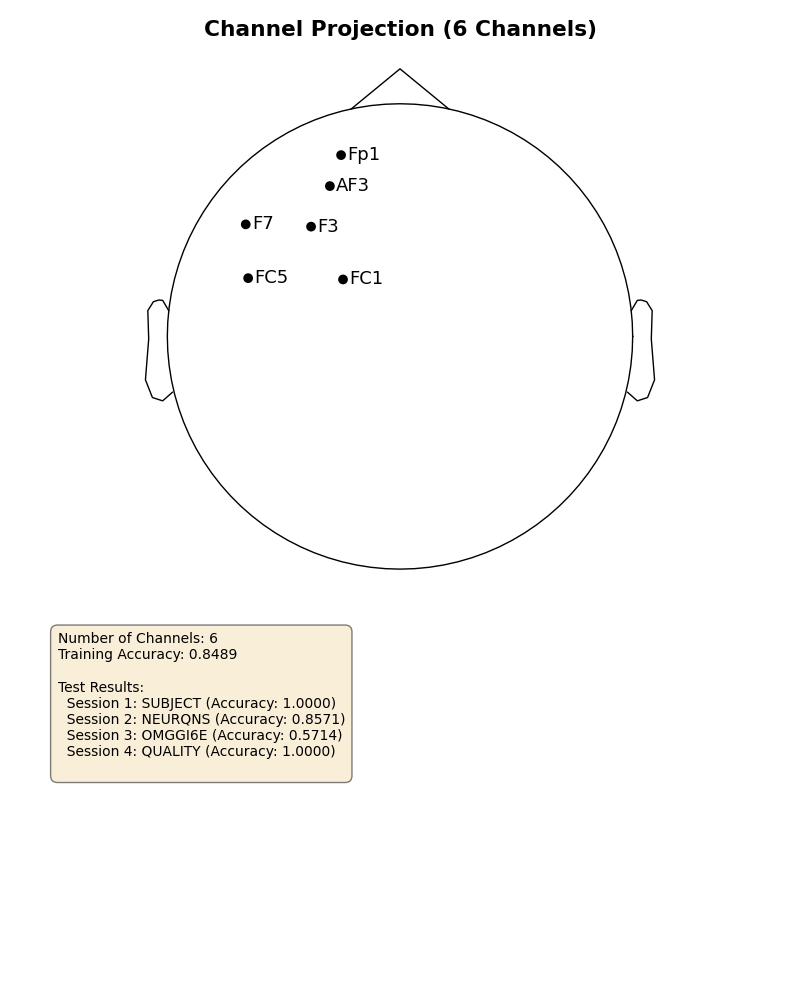 Channel Projection (6 Channels)
Fp1
AF3
F7 F3
FC5 FC1
Number of Channels: 6
Training Accuracy: 0.8489
Test Results:
Session 1: SUBJECT (Accuracy: 1.0000)
Session 2: NEURQNS (Accuracy: 0.8571)
Session 3: OMGGI6E (Accuracy: 0.5714)
Session 4: QUALITY (Accuracy: 1.0000)